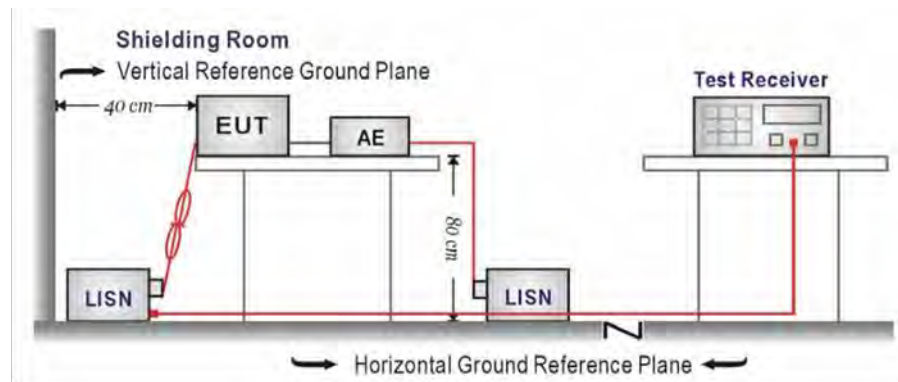 Shielding Room
Vertical Reference Ground Plane
Test Receiver
40 cm
EUT
AE
80 cm
LISN
LISN
Horizontal Ground Reference Plane